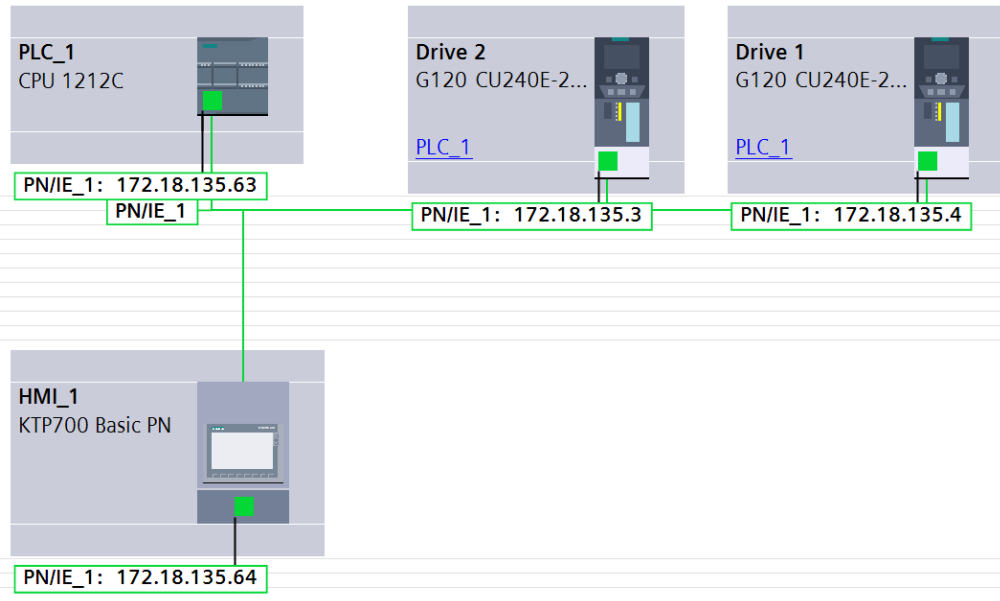 PLC_1
CPU 1212C
PN/IE_1: 172.18.135.63
PN/IE_1
Drive 2
G120 CU240E-2...
PLC_1
PN/IE_1: 172.18.135.3
Drive 1
G120 CU240E-2...
PLC_1
PN/IE_1: 172.18.135.4
HMI_1
KTP700 Basic PN
PN/IE_1: 172.18.135.64